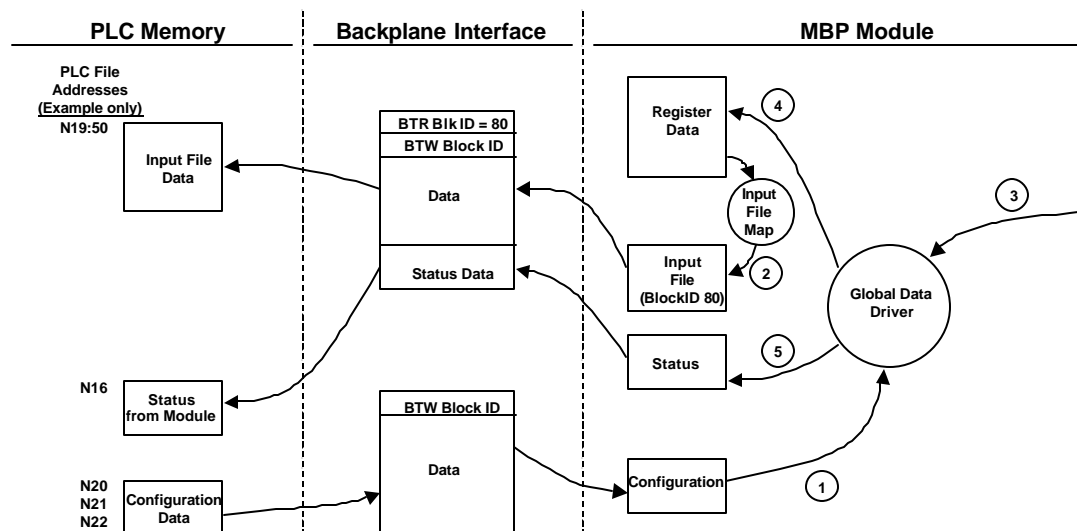 PLC Memory
Backplane Interface
MBP Module
PLC File
Addresses
(Example only)
N19:50
Input File
Data
BTR Blk ID = 80
BTW Block ID
Data
Status Data
Register
Data
4
Input
File
Map
3
Input
File
(BlockID 80)
2
Global Data
Driver
Status
5
N16
Status
from Module
BTW Block ID
Data
Configuration
1
N20
N21
N22
Configuration
Data